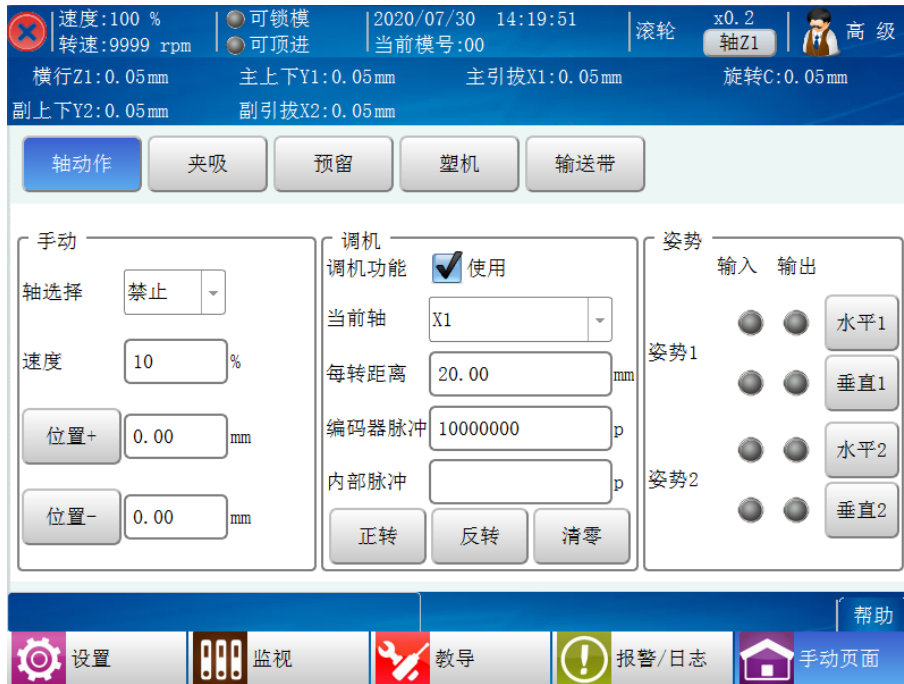 速度:100 % 可锁模 2020/07/30 14:19:51 滚轮 x0.2 高 级
转速:9999 rpm 可顶进 当前模号:00 轴Z1
横行Z1:0.05mm 主上下Y1:0.05mm 主引拔X1:0.05mm 旋转C:0.05mm
副上下Y2:0.05mm 副引拔X2:0.05mm
轴动作 夹吸 预留 塑机 输送带
手动
轴选择 禁止
速度 10 %
位置+ 0.00 mm
位置- 0.00 mm
调机
调机功能 使用
当前轴 X1
每转距离 20.00 mm
编码器脉冲 10000000 p
内部脉冲 p
正转 反转 清零
姿势
输入 输出
姿势1
水平1
垂直1
姿势2
水平2
垂直2
帮助
设置 监视 教导 报警/日志 手动页面